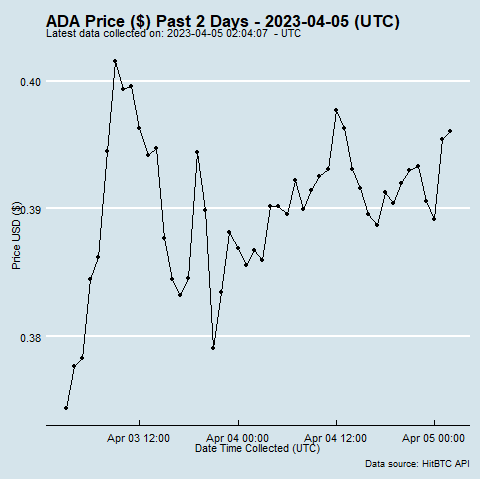 ADA Price ($) Past 2 Days - 2023-04-05 (UTC)
Latest data collected on: 2023-04-05 02:04:07  - UTC
0.40
0.39
0.38
Price USD ($)
Apr 03 12:00
Apr 04 00:00
Apr 04 12:00
Apr 05 00:00
Date Time Collected (UTC)
Data source: HitBTC API